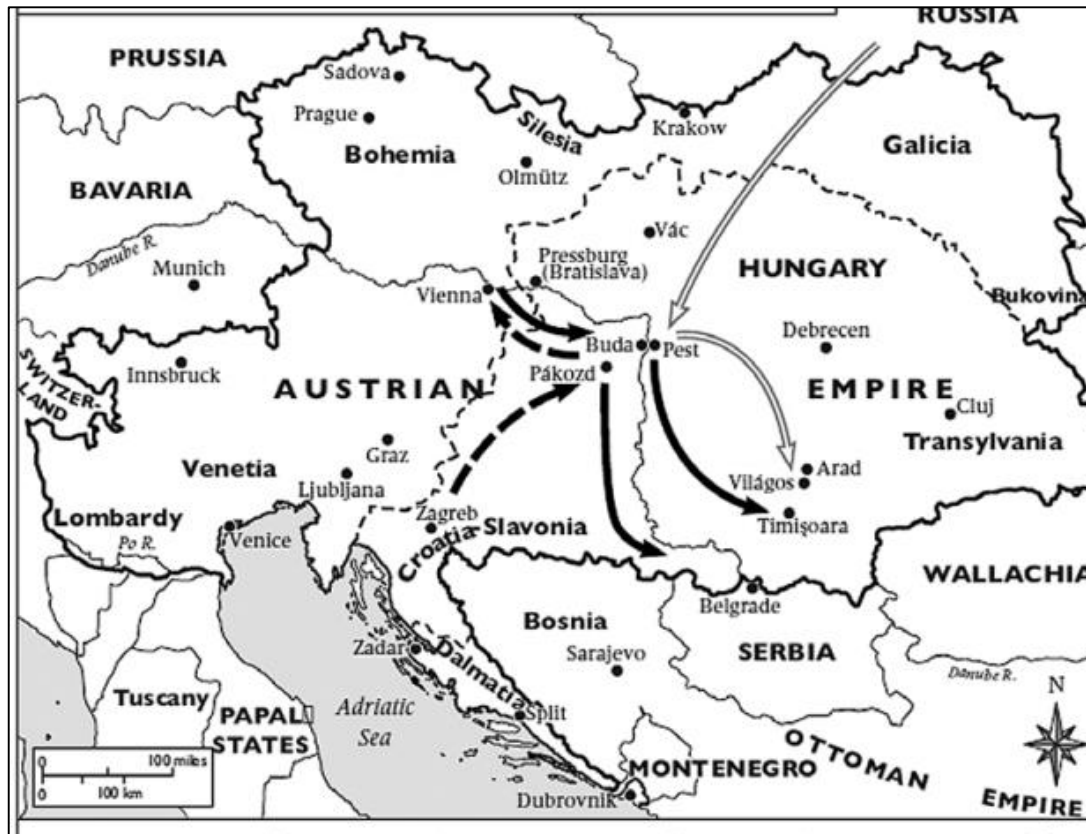 RUSSIA
PRUSSIA
Sadova
Prague
Bohemia
Silesia
Krakow
Galicia
Olmütz
BAVARIA
Danube R.
Munich
Vác
Pressburg
(Bratislava)
HUNGARY
Bukovina
Vienna
Buda
Pest
Debrecen
Innsbruck
SWITZER-
LAND
AUSTRIAN
Pákozd
EMPIRE
Cluj
Transylvania
Graz
Venetia
Ljubljana
Arad
Világos
Timișoara
Lombardy
Po R.
Venice
Zagreb
Croatia-Slavonia
WALLACHIA
Belgrade
Bosnia
Sarajevo
SERBIA
Zadar
Dalmatia
Danube R.
N
Tuscany
PAPAL
STATES
Adriatic
Sea
Split
OTTOMAN
EMPIRE
MONTENEGRO
Dubrovnik
0 100 miles
0 100 km